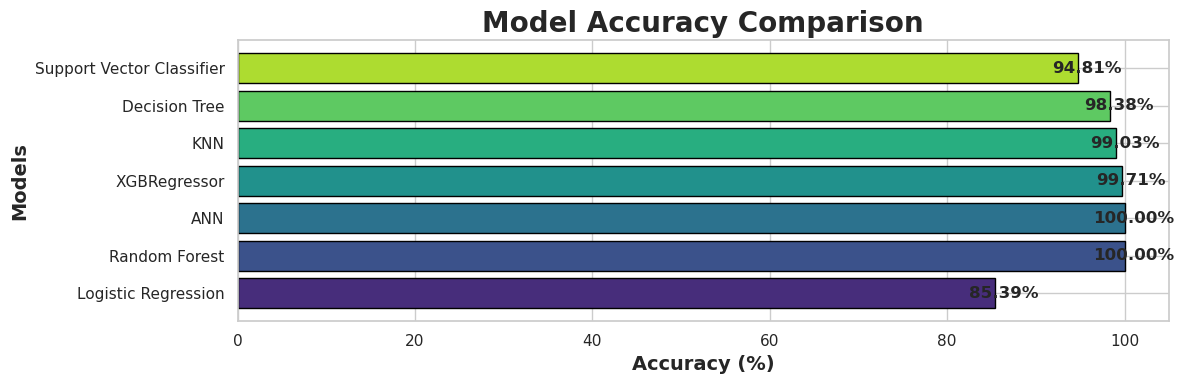 Model Accuracy Comparison
Support Vector Classifier
94.81%
Decision Tree
98.38%
KNN
99.03%
XGBRegressor
99.71%
ANN
100.00%
Random Forest
100.00%
Logistic Regression
85.39%
Models
0 20 40 60 80 100
Accuracy (%)